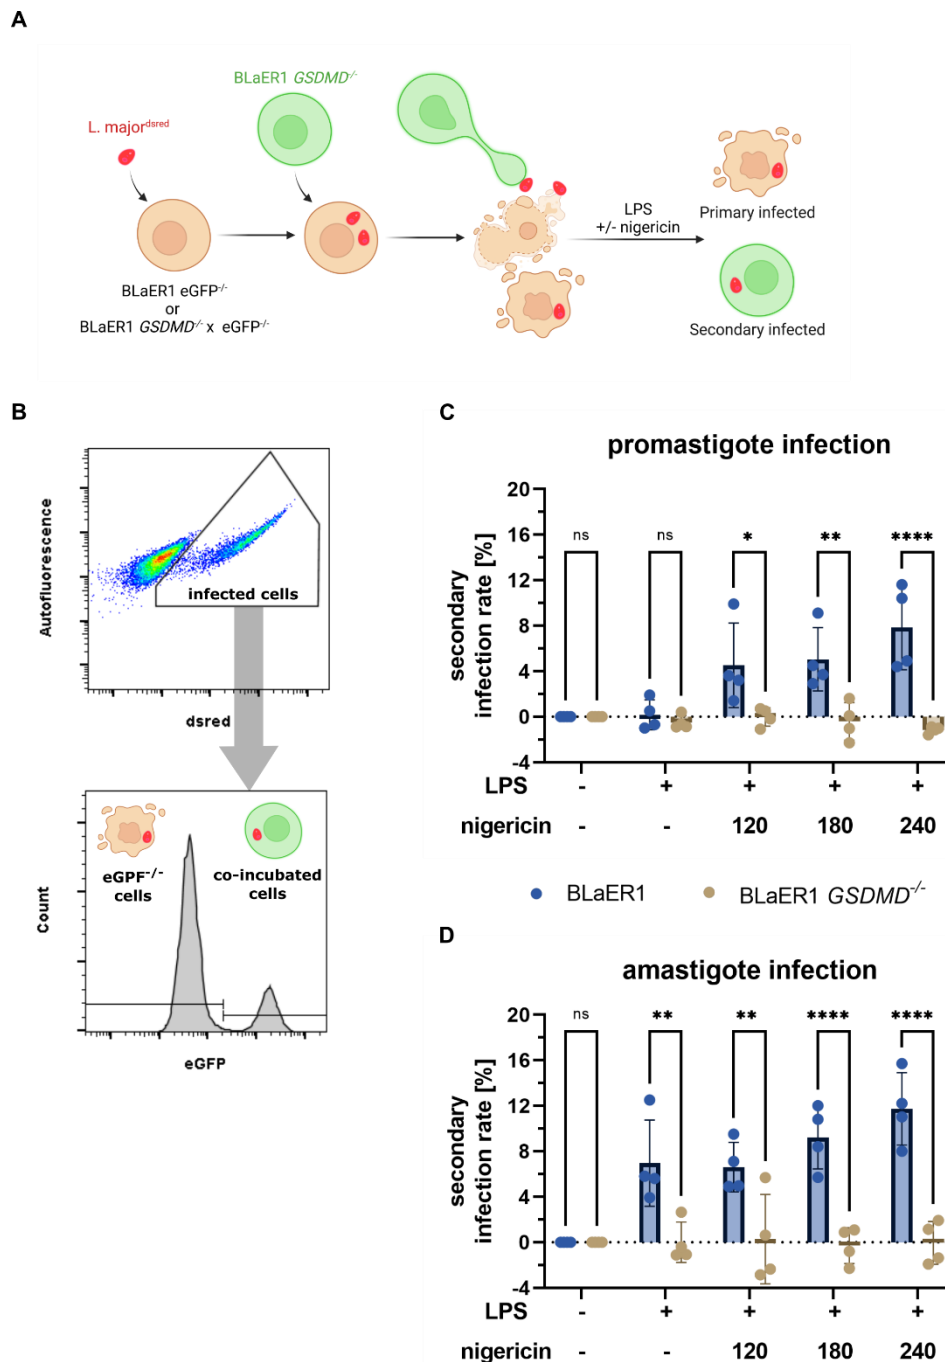 A
BLaER1 GSDMD-/-
L. major dsred
LPS
+/- nigericin
Primary infected
Secondary infected
BLaER1 eGFP-/-
or
BLaER1 GSDMD-/- x eGFP-/-
B
Autofluorescence
infected cells
dsred
eGPF-/-
cells
co-incubated
cells
Count
eGFP
C
promastigote infection
secondary
infection rate [%]
20
16
12
8
4
0
-4
ns
ns
*
**
****
LPS - + + + +
nigericin - - 120 180 240
BLaER1
BLaER1 GSDMD-/-
D
amastigote infection
secondary
infection rate [%]
20
16
12
8
4
0
-4
ns
**
**
****
****
LPS - + + + +
nigericin - - 120 180 240